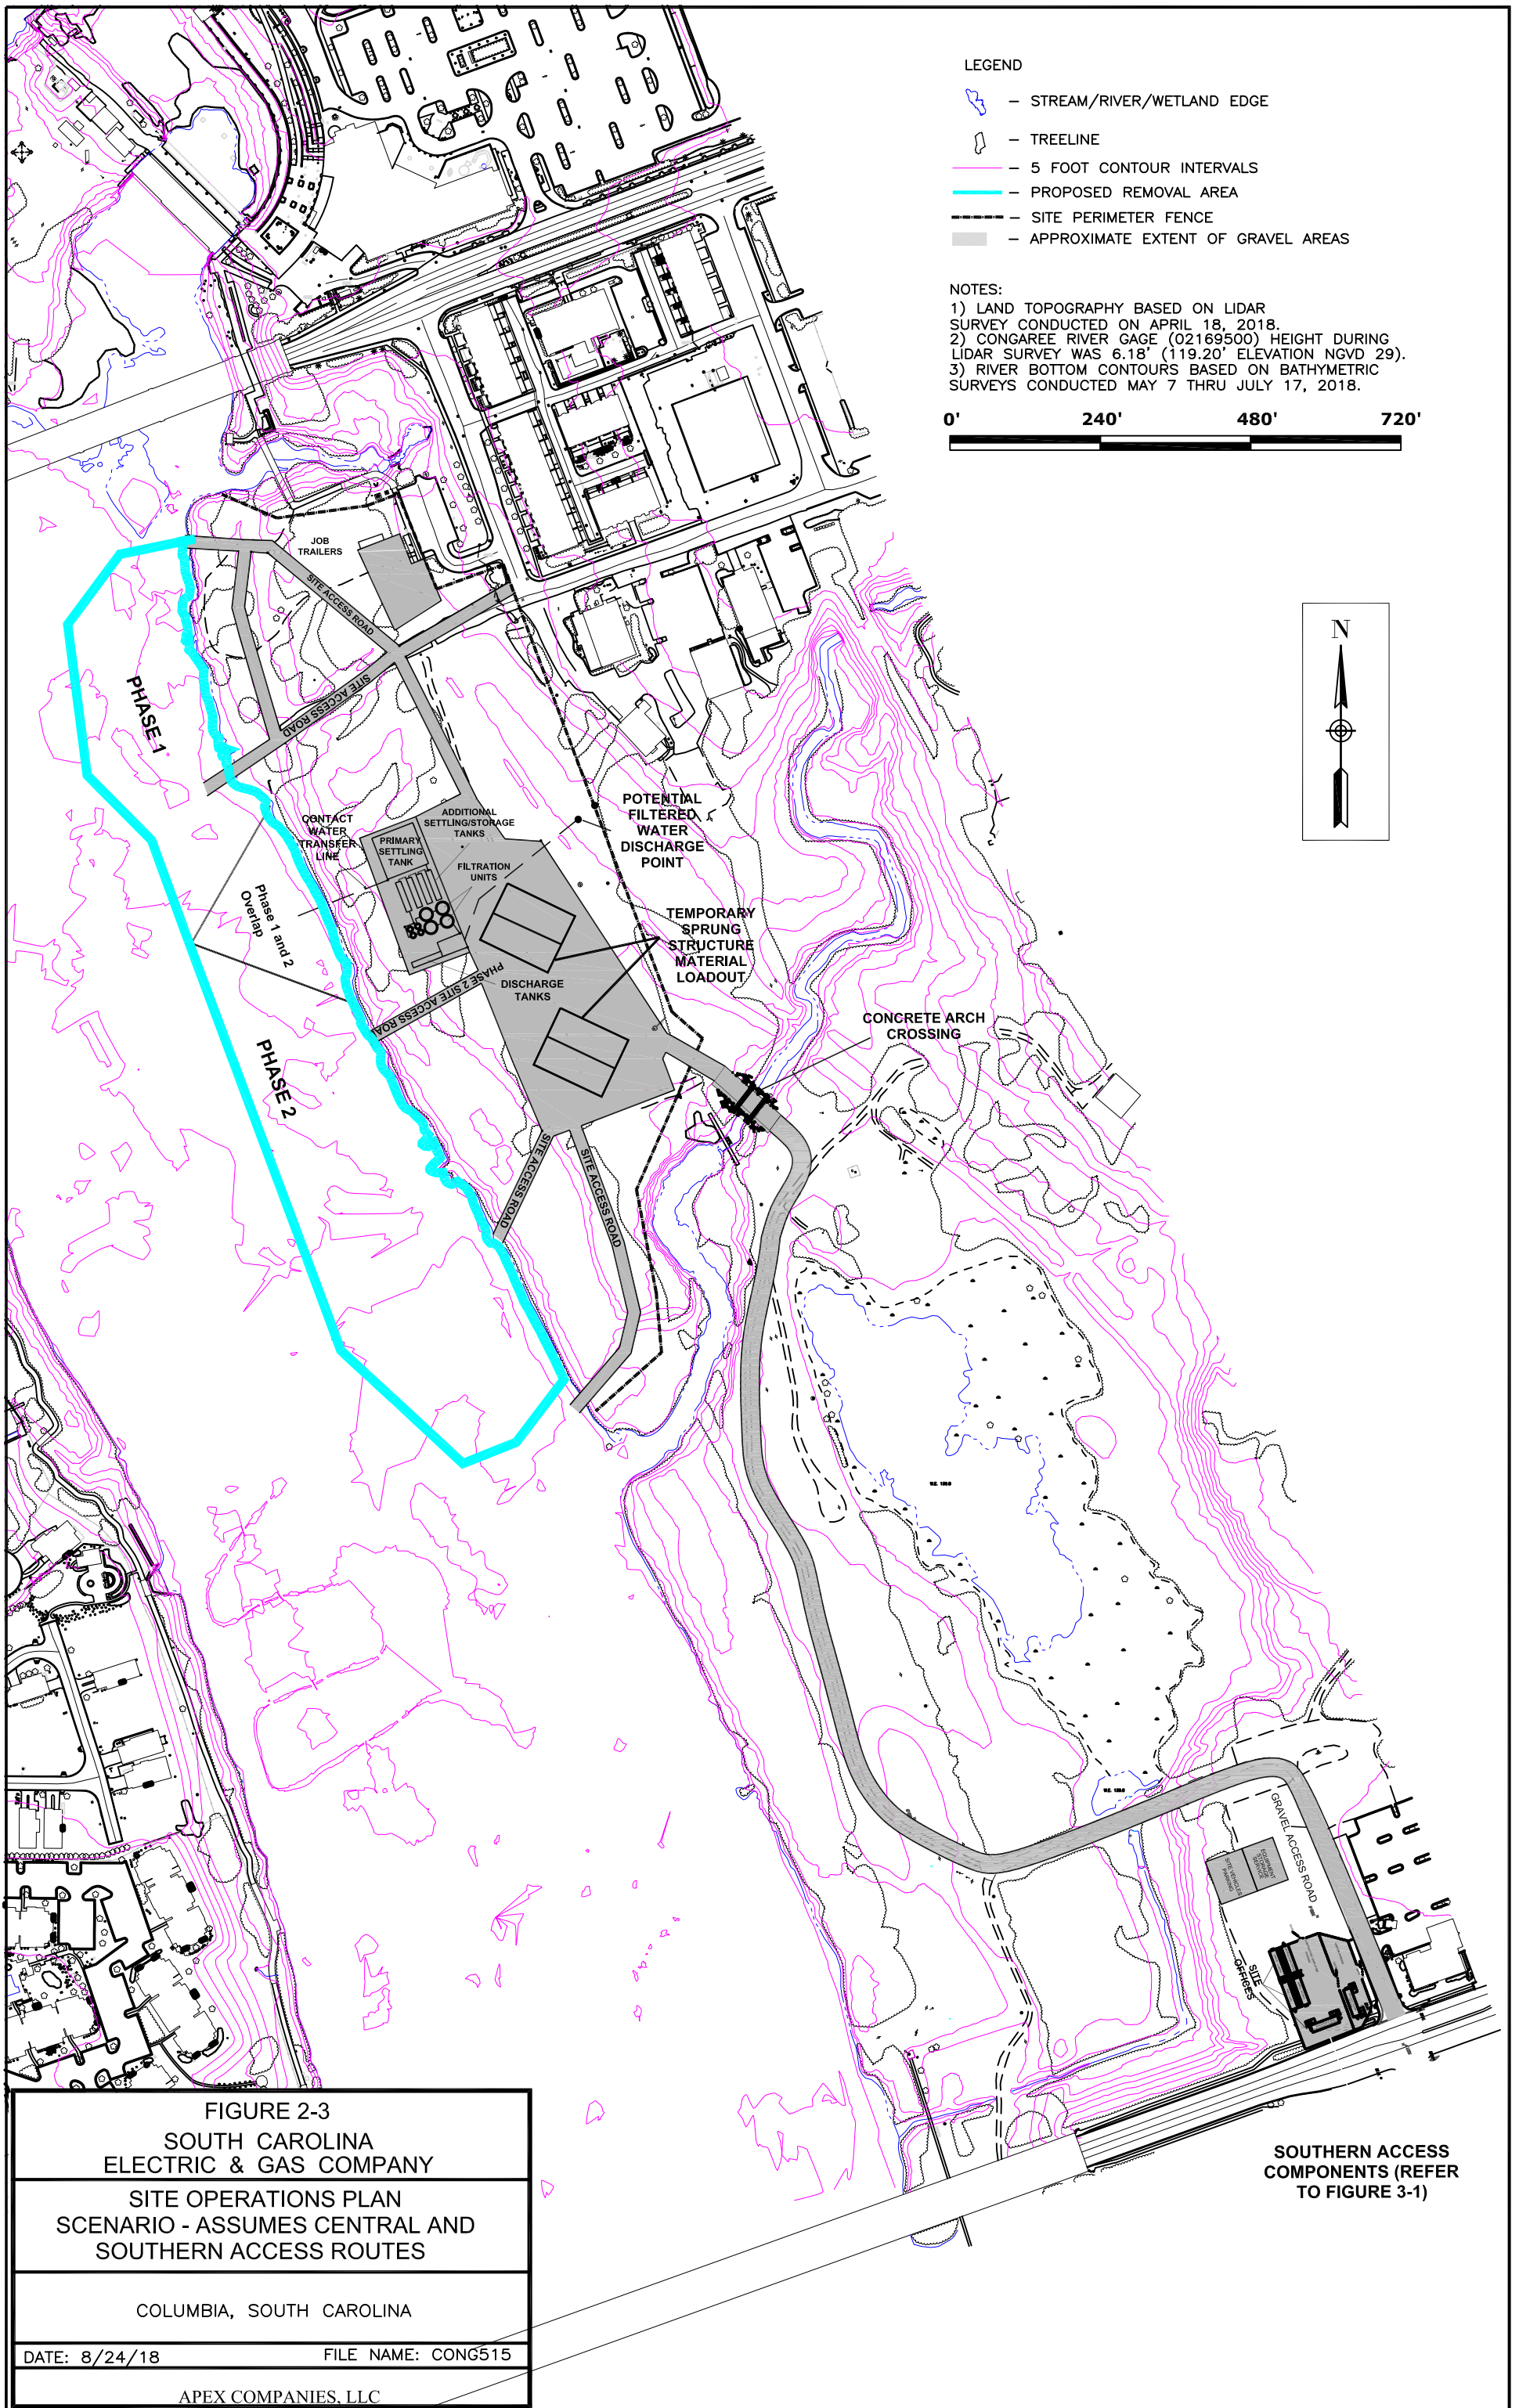 LEGEND
– STREAM/RIVER/WETLAND EDGE
– TREELINE
– 5 FOOT CONTOUR INTERVALS
– PROPOSED REMOVAL AREA
– SITE PERIMETER FENCE
– APPROXIMATE EXTENT OF GRAVEL AREAS
NOTES:
1) LAND TOPOGRAPHY BASED ON LIDAR
SURVEY CONDUCTED ON APRIL 18, 2018.
2) CONGAREE RIVER GAGE (02169500) HEIGHT DURING
LIDAR SURVEY WAS 6.18' (119.20' ELEVATION NGVD 29).
3) RIVER BOTTOM CONTOURS BASED ON BATHYMETRIC
SURVEYS CONDUCTED MAY 7 THRU JULY 17, 2018.
0' 240' 480' 720'
N
JOB
TRAILERS
SITE ACCESS ROAD
SITE ACCESS ROAD
PHASE 1
CONTACT
WATER
TRANSFER
LINE
PRIMARY
SETTLING
TANK
ADDITIONAL
SETTLING/STORAGE
TANKS
FILTRATION
UNITS
POTENTIAL
FILTERED
WATER
DISCHARGE
POINT
Phase 1 and 2
Overlap
TEMPORARY
SPRUNG
STRUCTURE
MATERIAL
LOADOUT
DISCHARGE
TANKS
PHASE 2 SITE ACCESS ROAD
CONCRETE ARCH
CROSSING
PHASE 2
SITE ACCESS ROAD
SITE ACCESS ROAD
GRAVEL ACCESS ROAD
SITE VEHICLES
PARKING
EQUIPMENT
STORAGE
SERVICE
SITE
OFFICES
SOUTHERN ACCESS
COMPONENTS (REFER
TO FIGURE 3-1)
FIGURE 2-3
SOUTH CAROLINA
ELECTRIC & GAS COMPANY
SITE OPERATIONS PLAN
SCENARIO - ASSUMES CENTRAL AND
SOUTHERN ACCESS ROUTES
COLUMBIA, SOUTH CAROLINA
DATE: 8/24/18 FILE NAME: CONG515
APEX COMPANIES, LLC